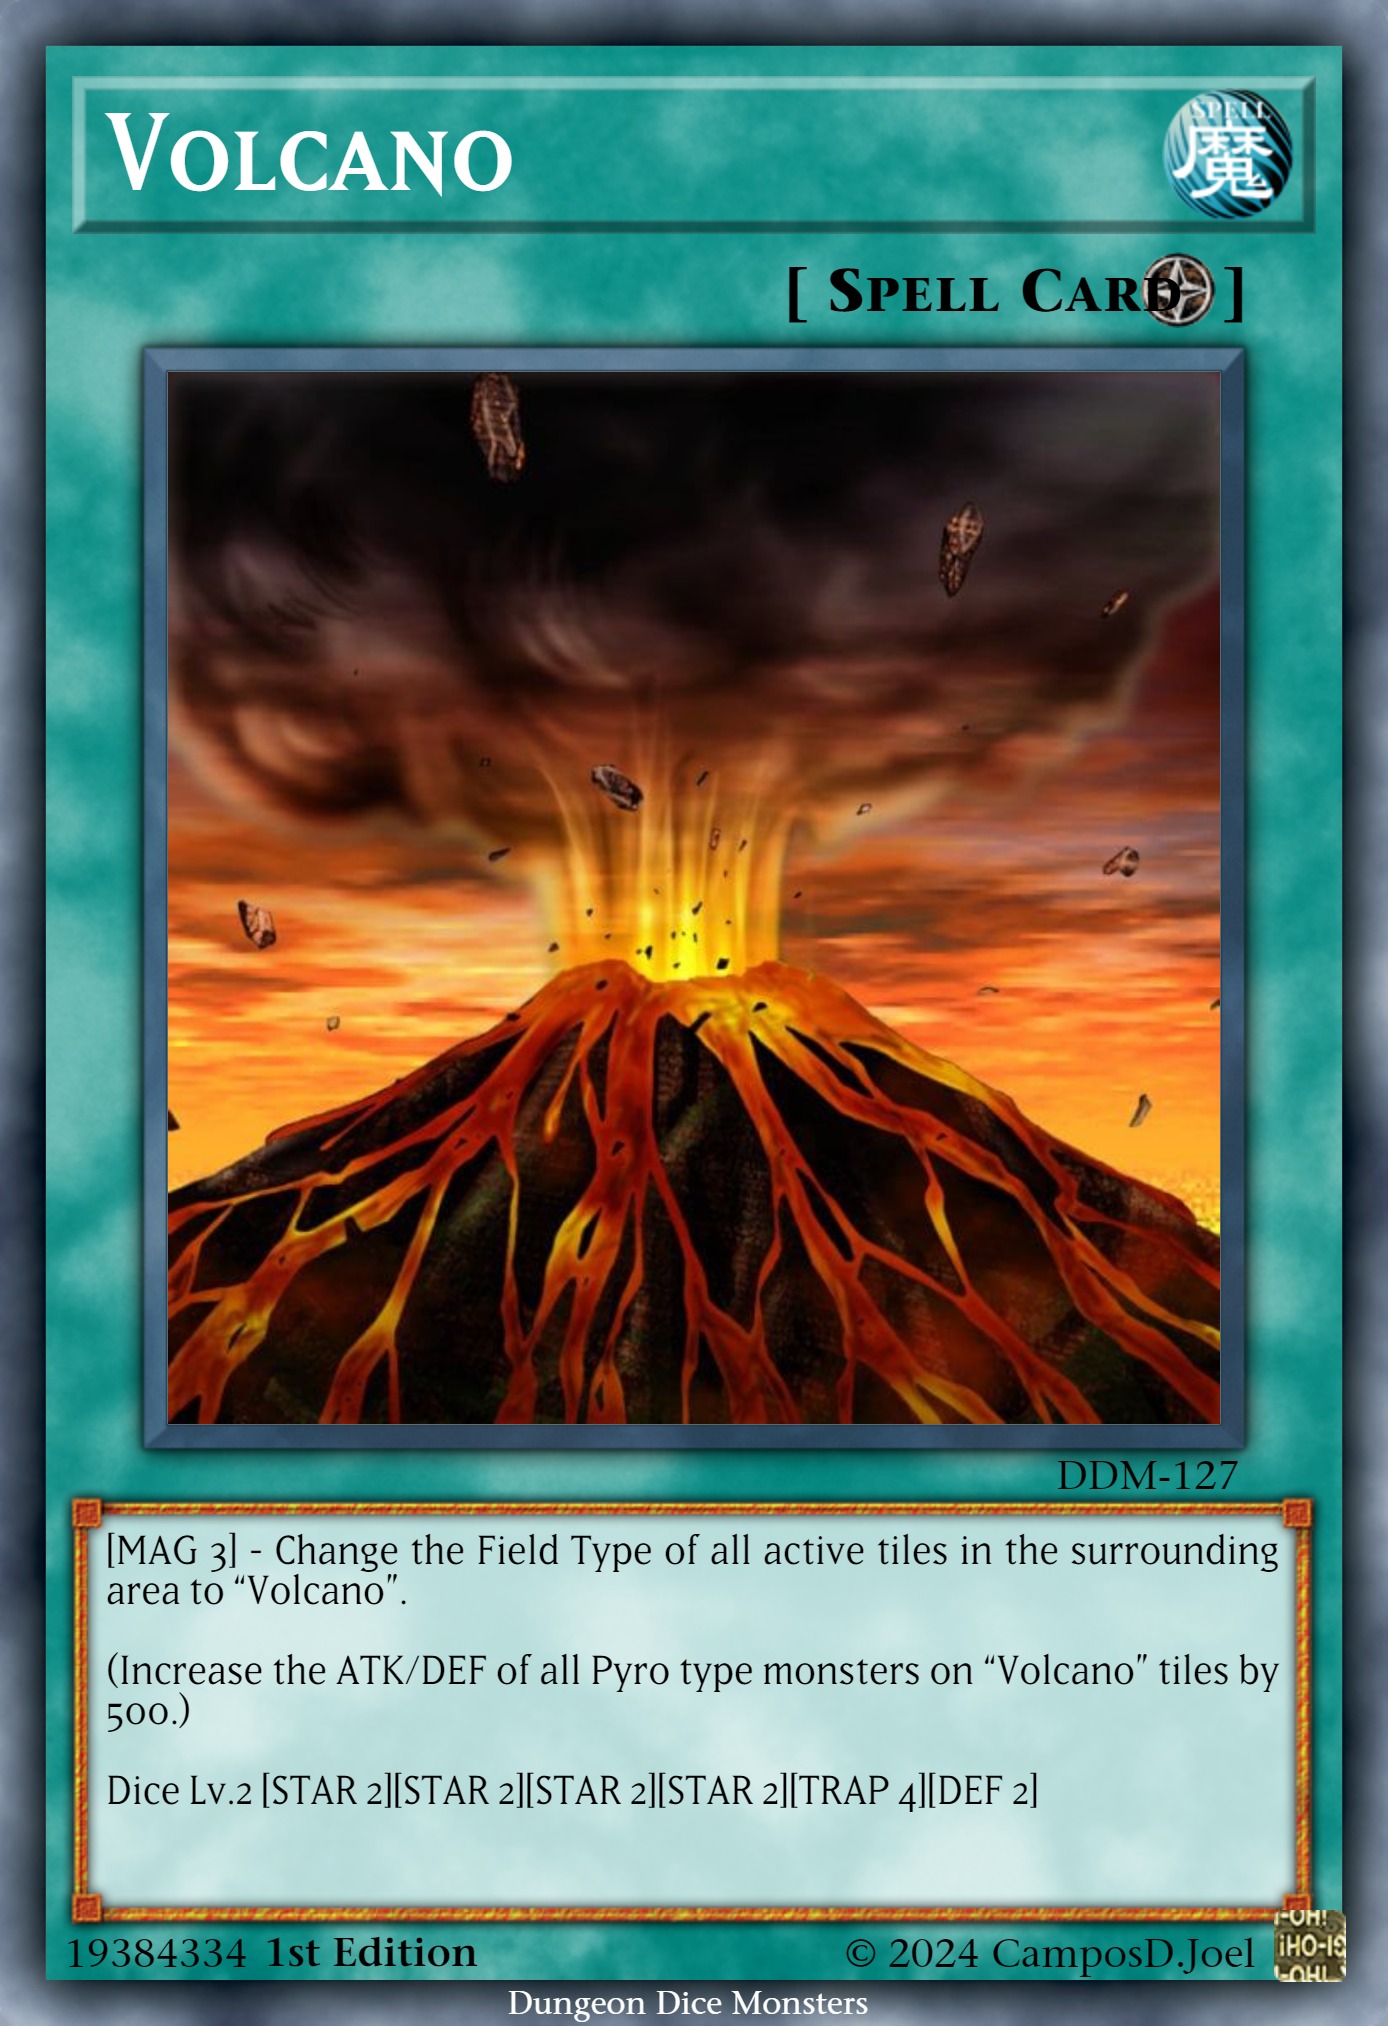 VOLCANO
SPELL
魔
[ SPELL CARD ]
DDM-127
[MAG 3] - Change the Field Type of all active tiles in the surrounding
area to “Volcano”.
(Increase the ATK/DEF of all Pyro type monsters on “Volcano” tiles by
500.)
Dice Lv.2 [STAR 2][STAR 2][STAR 2][STAR 2][TRAP 4][DEF 2]
19384334 1st Edition
© 2024 CamposD.Joel
Dungeon Dice Monsters